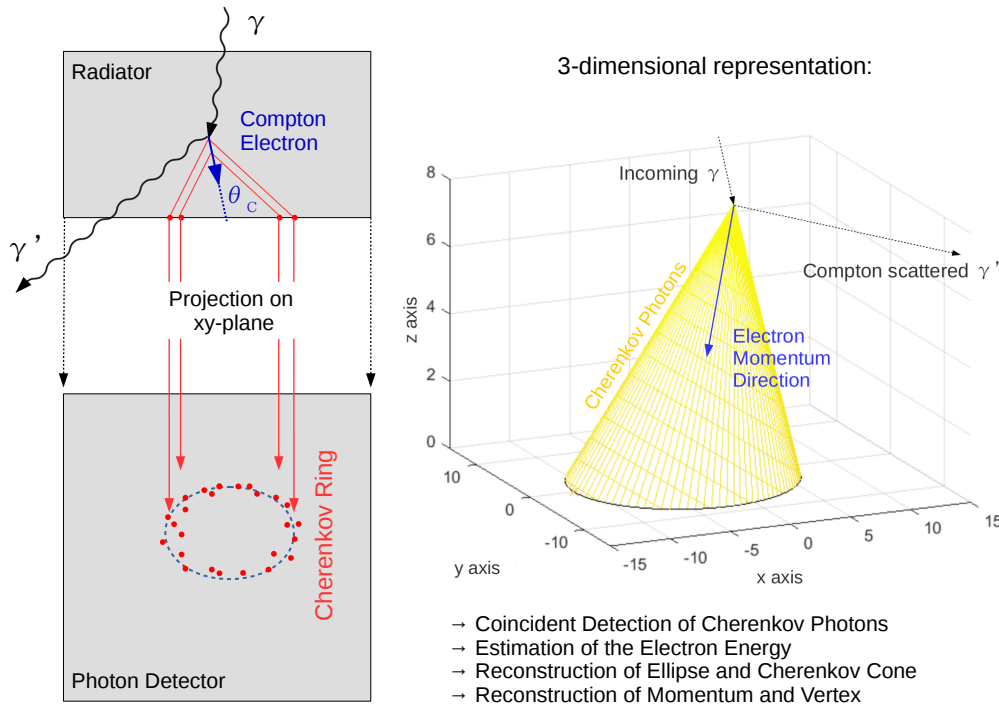 γ
Radiator
Compton
Electron
θ C
γ’
Projection on
xy-plane
Cherenkov Ring
Photon Detector
3-dimensional representation:
Incoming γ
Compton scattered γ’
Cherenkov Photons
Electron
Momentum
Direction
z axis
8
6
4
2
0
10
0
-10
y axis
-15
-10
-5
0
5
10
15
x axis
→ Coincident Detection of Cherenkov Photons
→ Estimation of the Electron Energy
→ Reconstruction of Ellipse and Cherenkov Cone
→ Reconstruction of Momentum and Vertex